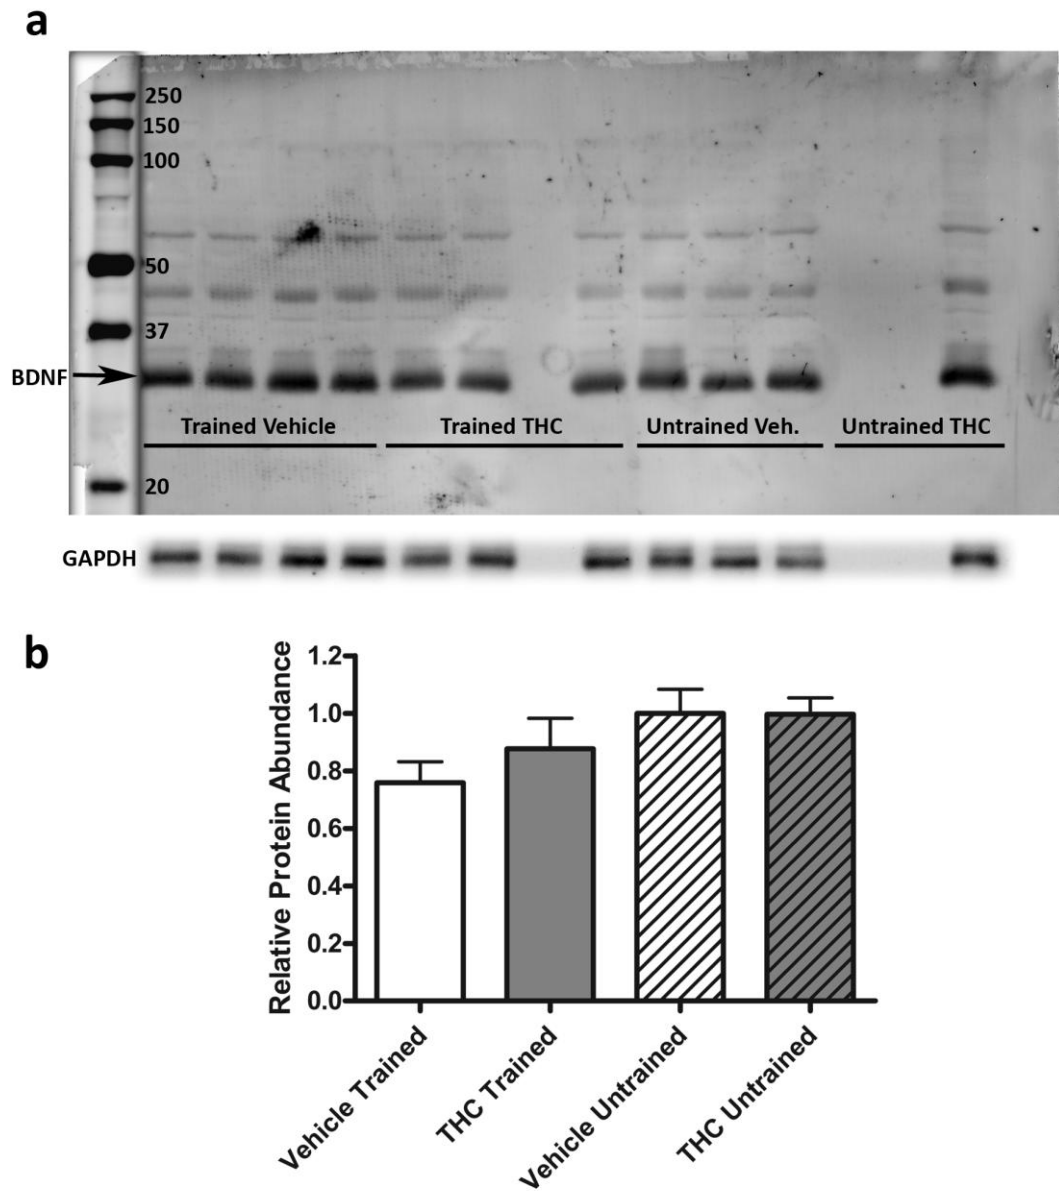 a
250
150
100
50
37
BDNF
Trained Vehicle Trained THC Untrained Veh. Untrained THC
20
GAPDH
b
Relative Protein Abundance
1.2
1.0
0.8
0.6
0.4
0.2
0.0
Vehicle Trained
THC Trained
Vehicle Untrained
THC Untrained